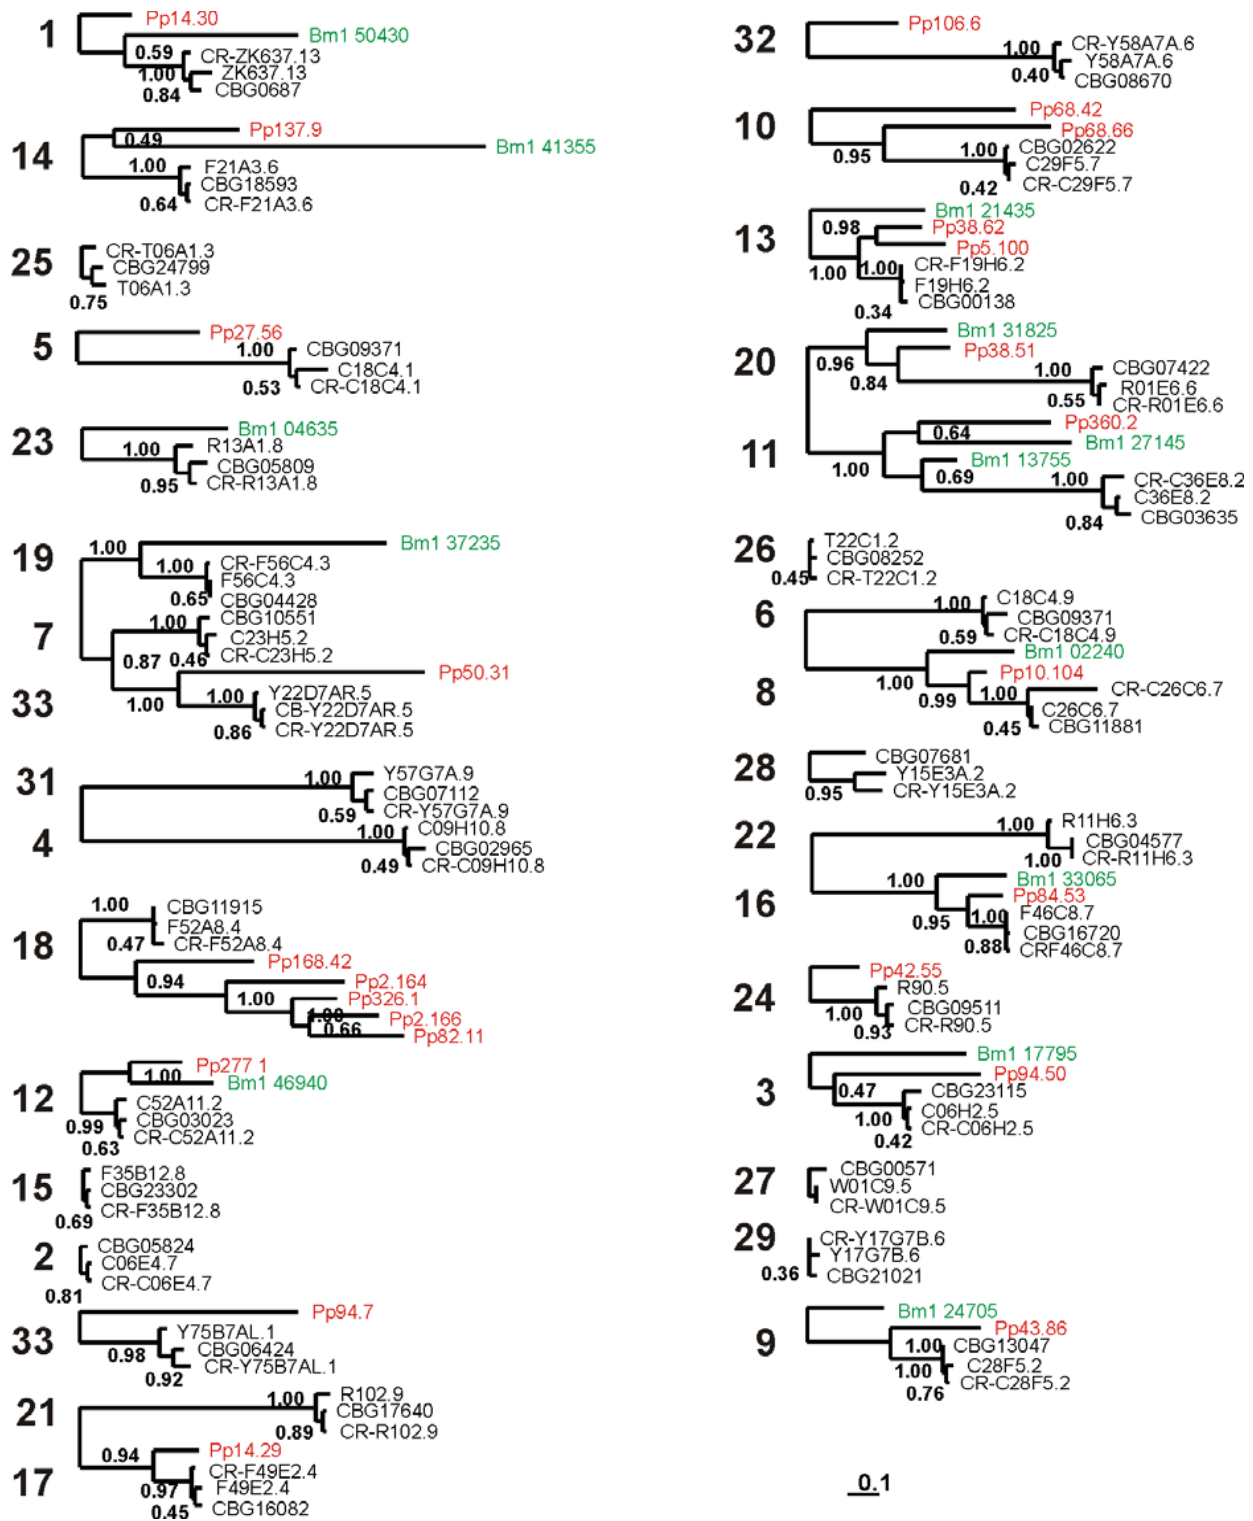 1
Pp14.30
Bm1 50430
0.59
CR-ZK637.13
1.00
ZK637.13
0.84
CBG0687
14
Pp137.9
0.49
Bm1 41355
1.00
F21A3.6
CBG18593
0.64
CR-F21A3.6
25
CR-T06A1.3
CBG24799
T06A1.3
0.75
5
Pp27.56
1.00
CBG09371
C18C4.1
0.53
CR-C18C4.1
23
Bm1 04635
1.00
R13A1.8
CBG05809
0.95
CR-R13A1.8
19
1.00
Bm1 37235
1.00
CR-F56C4.3
F56C4.3
0.65
CBG04428
7
1.00
CBG10551
C23H5.2
0.87
0.46
CR-C23H5.2
33
Pp50.31
1.00
1.00
Y22D7AR.5
CB-Y22D7AR.5
0.86
CR-Y22D7AR.5
31
1.00
Y57G7A.9
CBG07112
0.59
CR-Y57G7A.9
4
1.00
C09H10.8
CBG02965
0.49
CR-C09H10.8
18
1.00
CBG11915
F52A8.4
0.47
CR-F52A8.4
Pp168.42
0.94
Pp2.164
1.00
Pp326.1
1.00
Pp2.166
0.66
Pp82.11
12
Pp277 1
1.00
Bm1 46940
C52A11.2
0.99
CBG03023
0.63
CR-C52A11.2
15
F35B12.8
CBG23302
CR-F35B12.8
0.69
2
CBG05824
C06E4.7
CR-C06E4.7
0.81
33
Pp94.7
Y75B7AL.1
0.98
CBG06424
0.92
CR-Y75B7AL.1
21
1.00
R102.9
CBG17640
0.89
CR-R102.9
17
0.94
Pp14.29
CR-F49E2.4
0.97
F49E2.4
0.45
CBG16082
32
Pp106.6
1.00
CR-Y58A7A.6
Y58A7A.6
0.40
CBG08670
10
Pp68.42
Pp68.66
0.95
1.00
CBG02622
C29F5.7
0.42
CR-C29F5.7
13
Bm1 21435
0.98
Pp38.62
Pp5.100
1.00
1.00
CR-F19H6.2
F19H6.2
0.34
CBG00138
20
Bm1 31825
0.96
Pp38.51
0.84
1.00
CBG07422
R01E6.6
0.55
CR-R01E6.6
11
Pp360.2
0.64
Bm1 27145
1.00
Bm1 13755
0.69
1.00
CR-C36E8.2
C36E8.2
0.84
CBG03635
26
T22C1.2
CBG08252
0.45
CR-T22C1.2
6
1.00
C18C4.9
CBG09371
0.59
CR-C18C4.9
8
Bm1 02240
1.00
Pp10.104
0.99
1.00
CR-C26C6.7
C26C6.7
0.45
CBG11881
28
CBG07681
Y15E3A.2
0.95
CR-Y15E3A.2
22
1.00
R11H6.3
CBG04577
1.00
CR-R11H6.3
16
1.00
Bm1 33065
Pp84.53
0.95
1.00
F46C8.7
CBG16720
0.88
CRF46C8.7
24
Pp42.55
R90.5
1.00
CBG09511
0.93
CR-R90.5
3
Bm1 17795
Pp94.50
0.47
CBG23115
1.00
C06H2.5
0.42
CR-C06H2.5
27
CBG00571
W01C9.5
CR-W01C9.5
29
CR-Y17G7B.6
Y17G7B.6
0.36
CBG21021
9
Bm1 24705
Pp43.86
1.00
CBG13047
1.00
C28F5.2
0.76
CR-C28F5.2
0.1